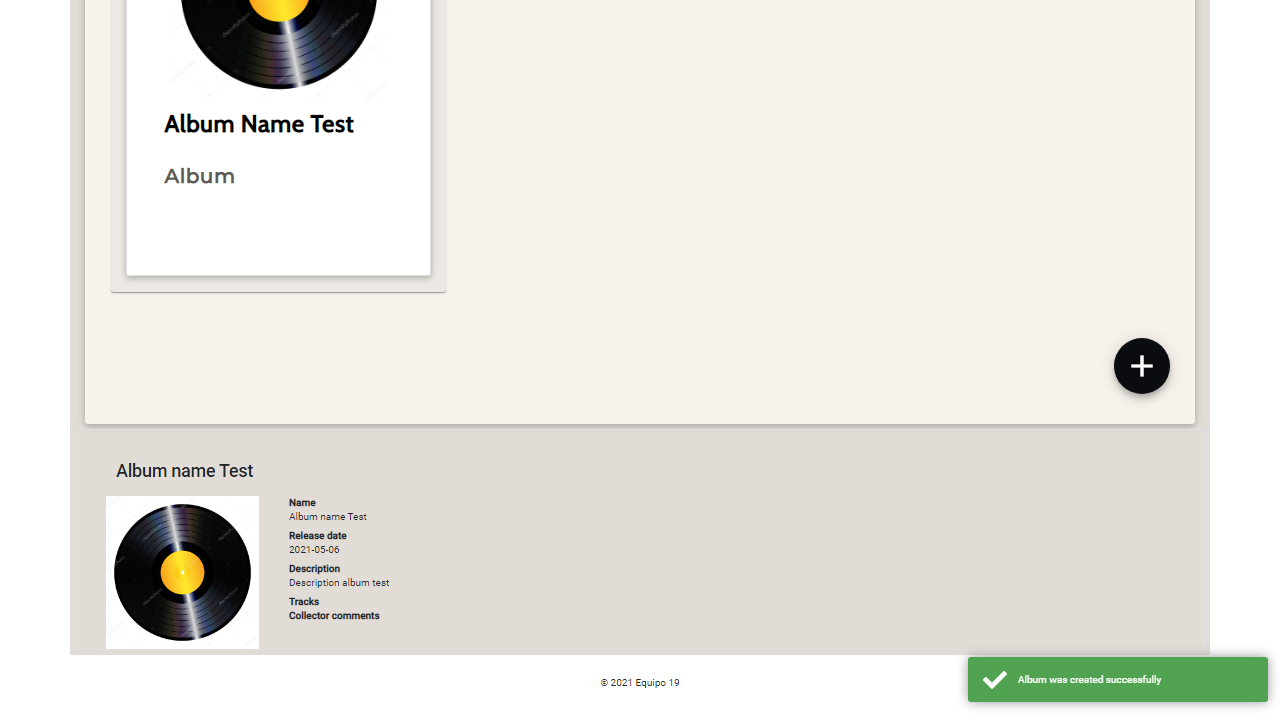 Album Name Test
Album
Album name Test
Name
Album name Test
Release date
2021-05-06
Description
Description album test
Tracks
Collector comments
© 2021 Equipo 19
Album was created successfully